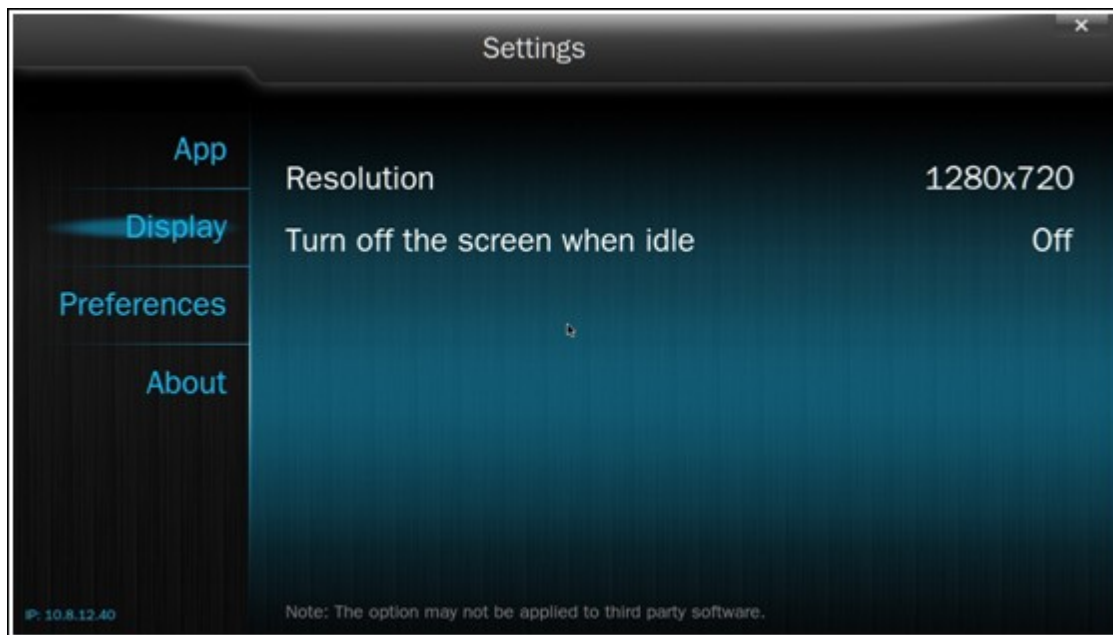 Settings
×
App
Display
Preferences
About
Resolution 1280x720
Turn off the screen when idle Off
IP: 10.8.12.40
Note: The option may not be applied to third party software.